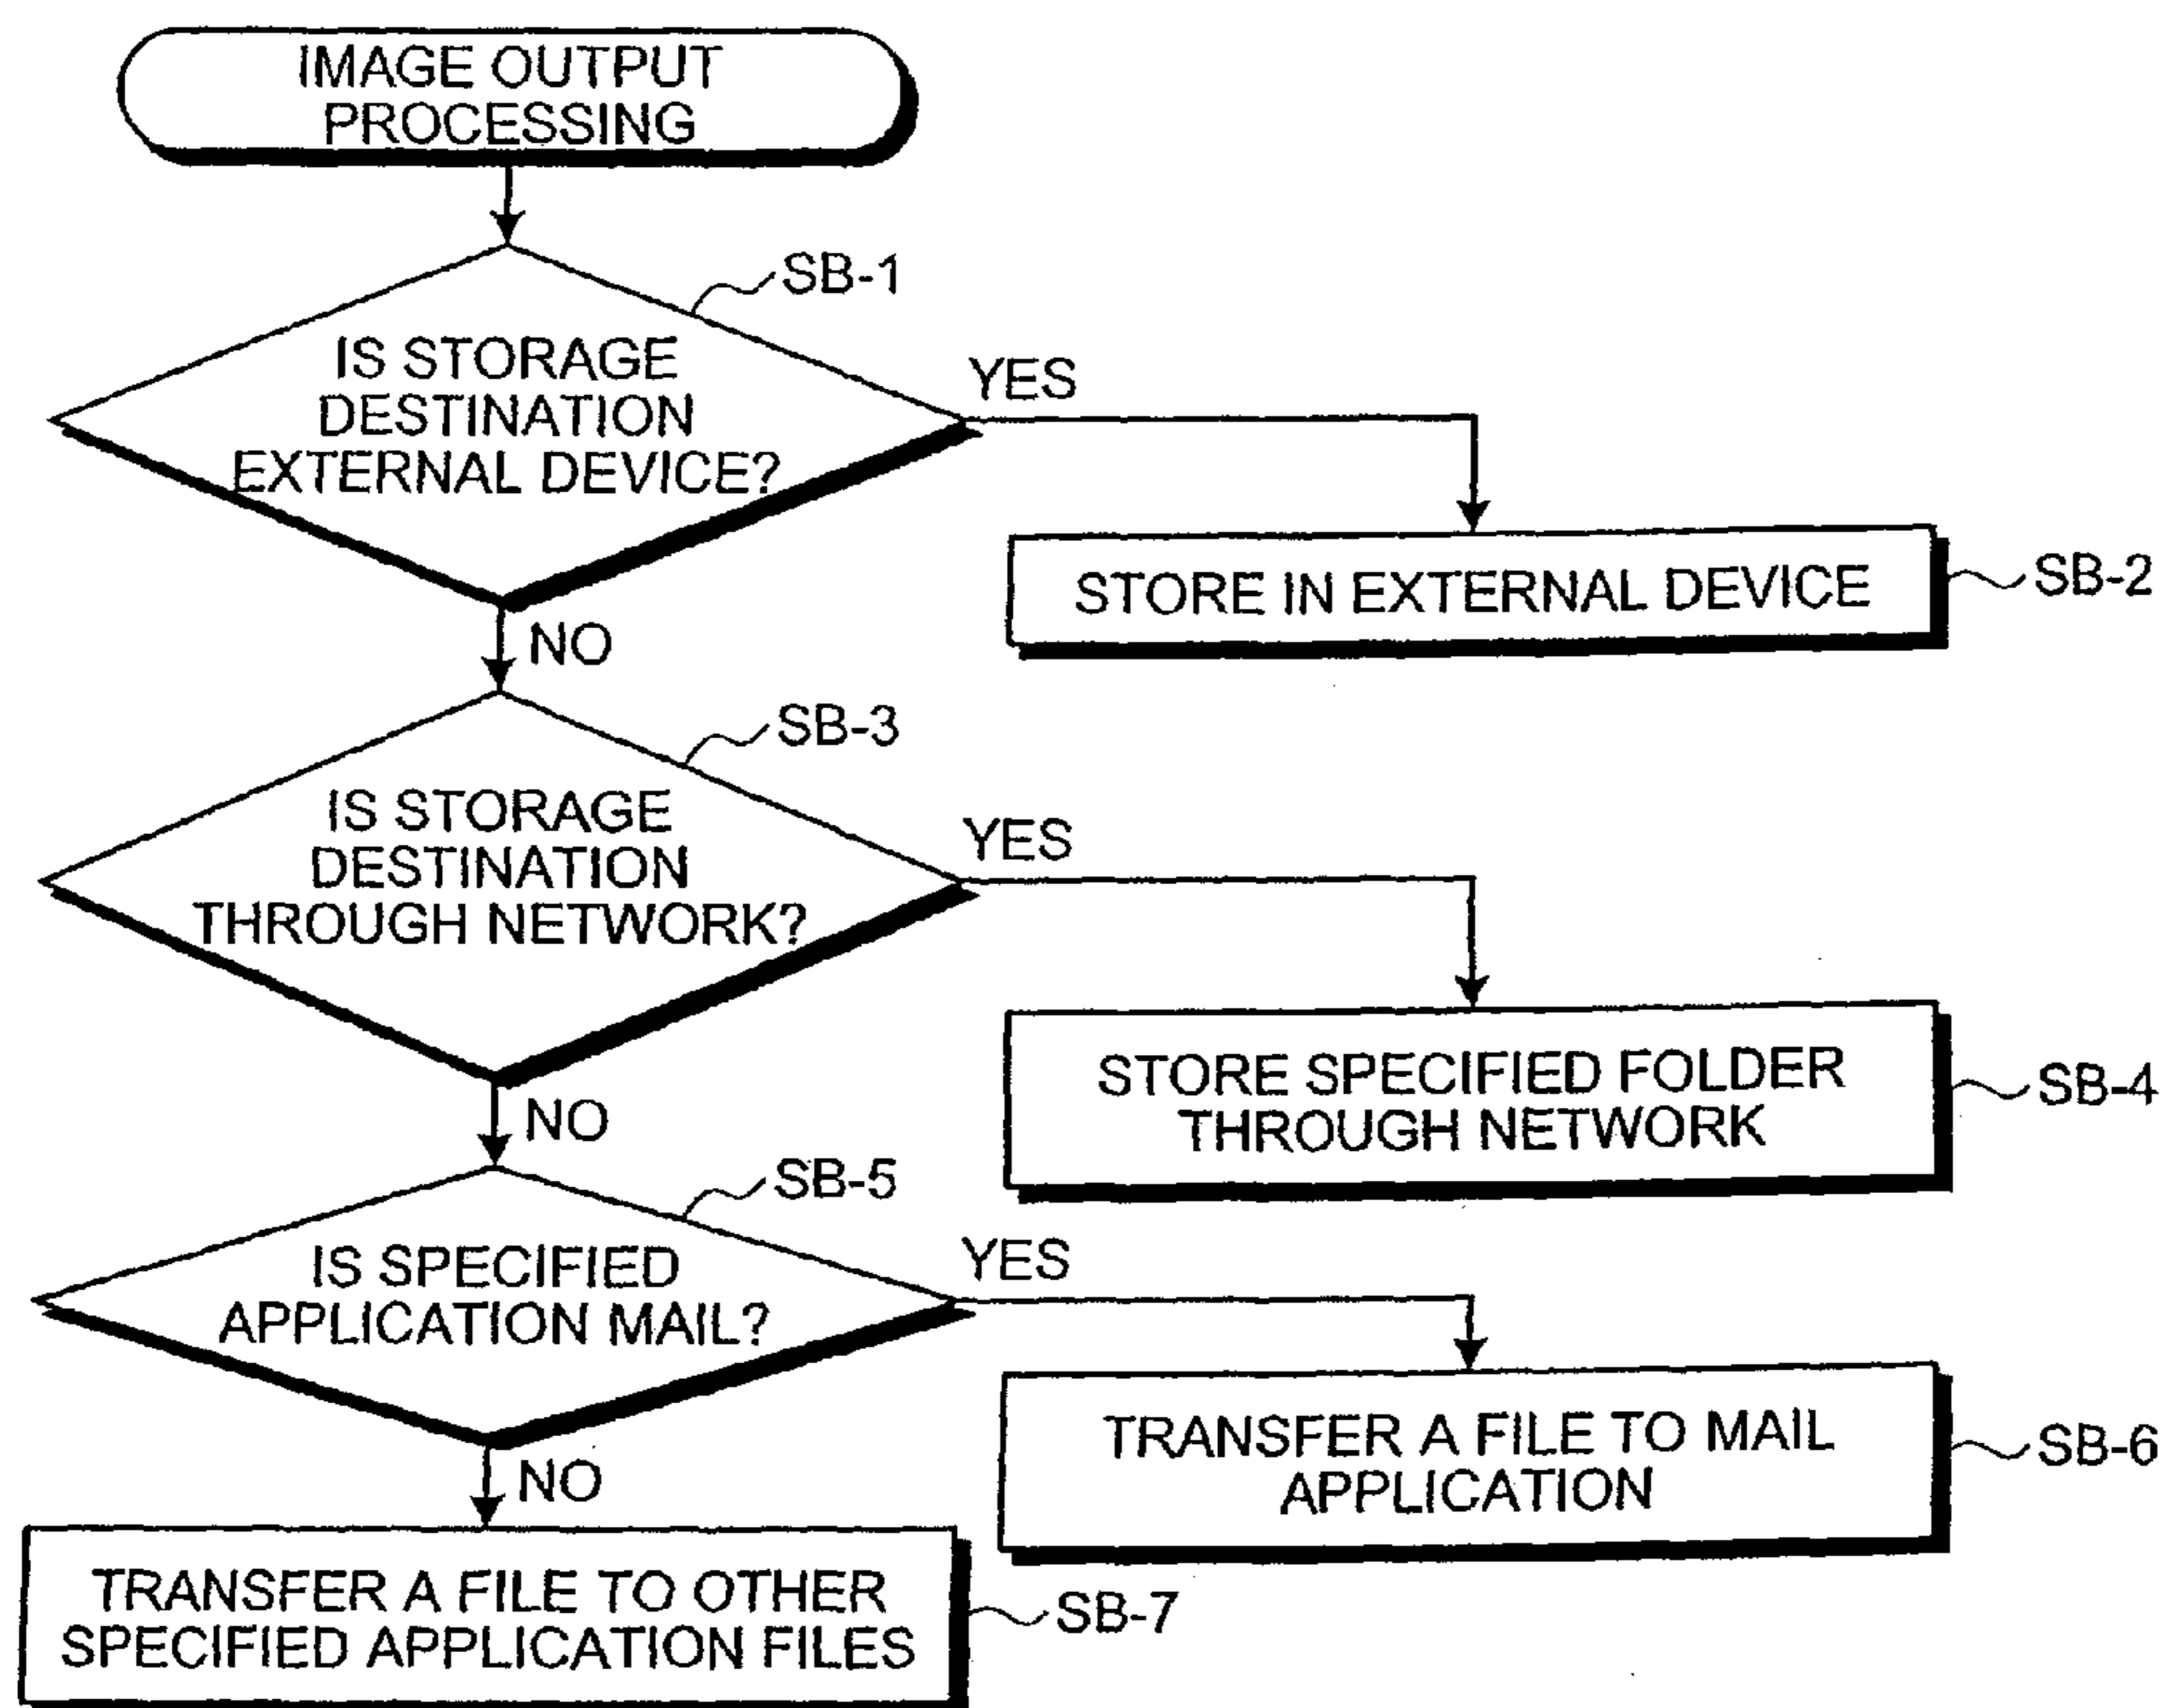 IMAGE OUTPUT
PROCESSING
SB-1
IS STORAGE
DESTINATION
EXTERNAL DEVICE?
YES
STORE IN EXTERNAL DEVICE
SB-2
NO
SB-3
IS STORAGE
DESTINATION
THROUGH NETWORK?
YES
STORE SPECIFIED FOLDER
THROUGH NETWORK
SB-4
NO
SB-5
IS SPECIFIED
APPLICATION MAIL?
YES
TRANSFER A FILE TO MAIL
APPLICATION
SB-6
NO
TRANSFER A FILE TO OTHER
SPECIFIED APPLICATION FILES
SB-7